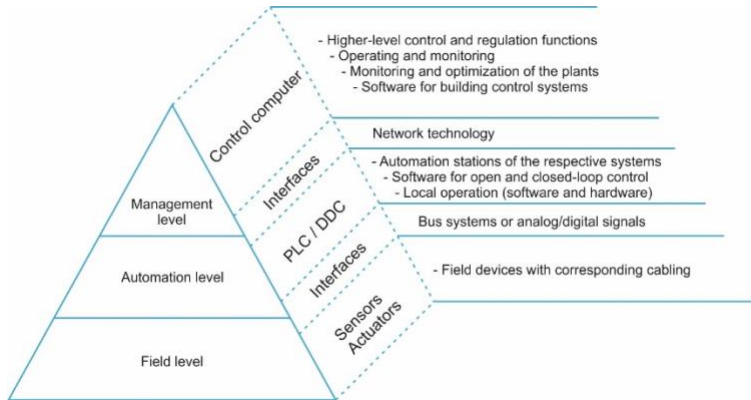 - Higher-level control and regulation functions
- Operating and monitoring
- Monitoring and optimization of the plants
- Software for building control systems
Control computer
Network technology
Interfaces
- Automation stations of the respective systems
- Software for open and closed-loop control
- Local operation (software and hardware)
Management
level
PLC / DDC
Bus systems or analog/digital signals
Automation level
Interfaces
- Field devices with corresponding cabling
Sensors
Actuators
Field level